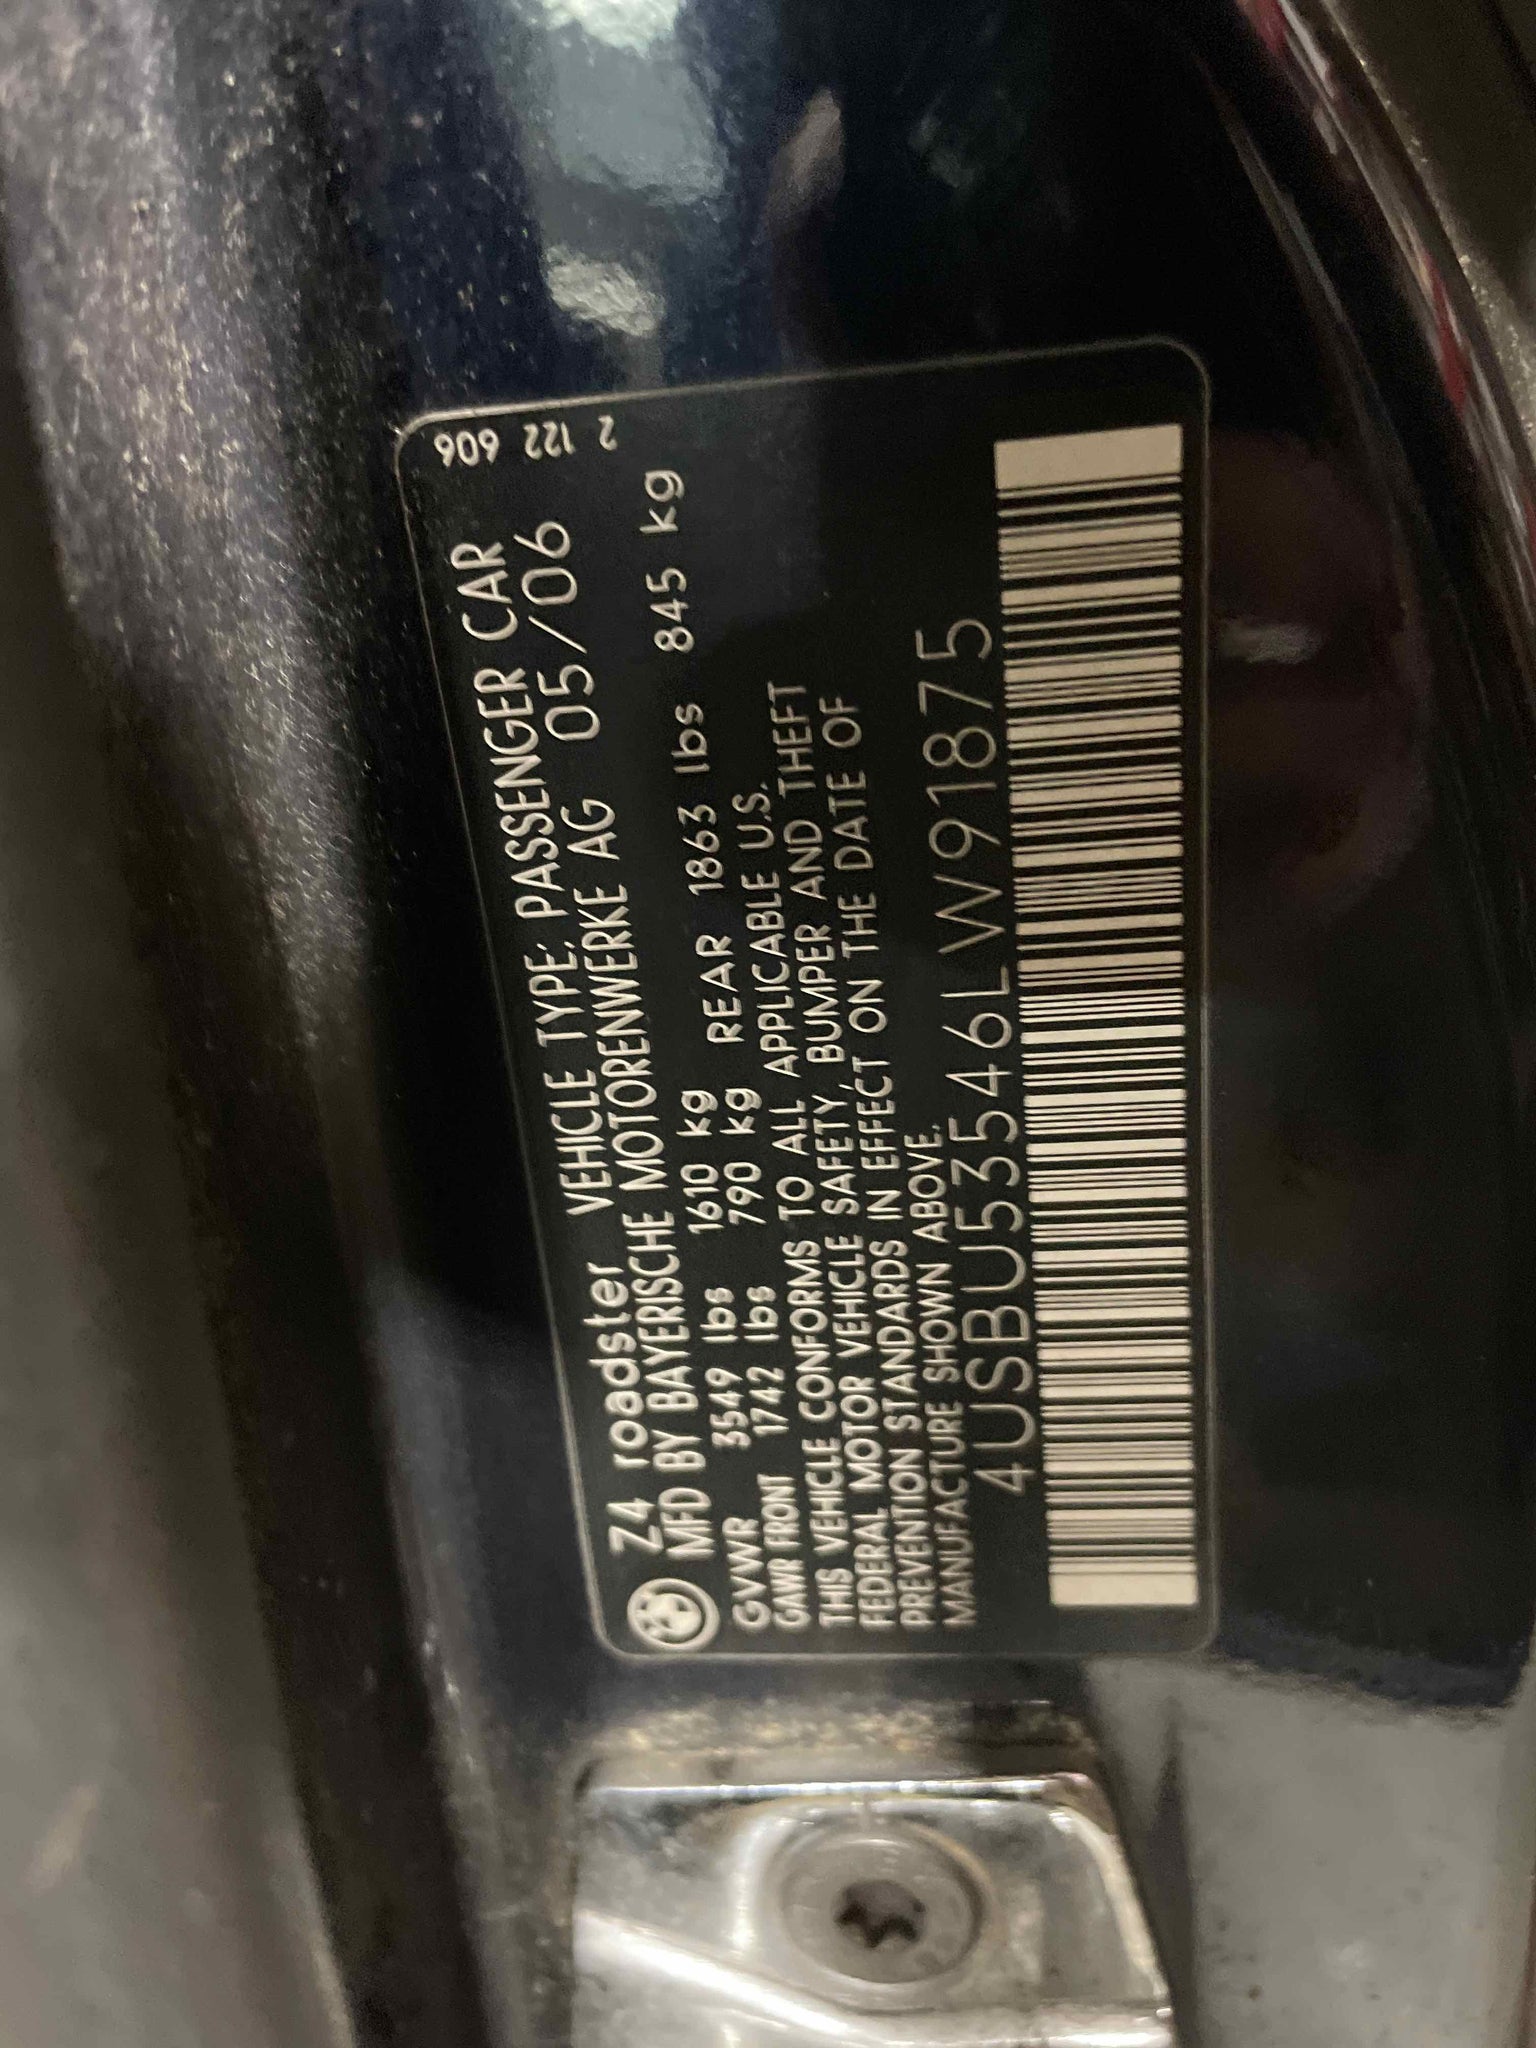 2 122 606
Z4 roadster VEHICLE TYPE: PASSENGER CAR
MFD BY BAYERISCHE MOTORENWERKE AG 05/06
GVWR 3549 lbs 1610 kg
GAWR FRONT 1742 lbs 790 kg REAR 1863 lbs 845 kg
THIS VEHICLE CONFORMS TO ALL APPLICABLE U.S.
FEDERAL MOTOR VEHICLE SAFETY, BUMPER AND THEFT
PREVENTION STANDARDS IN EFFECT ON THE DATE OF
MANUFACTURE SHOWN ABOVE.
4USBU53546LW91875